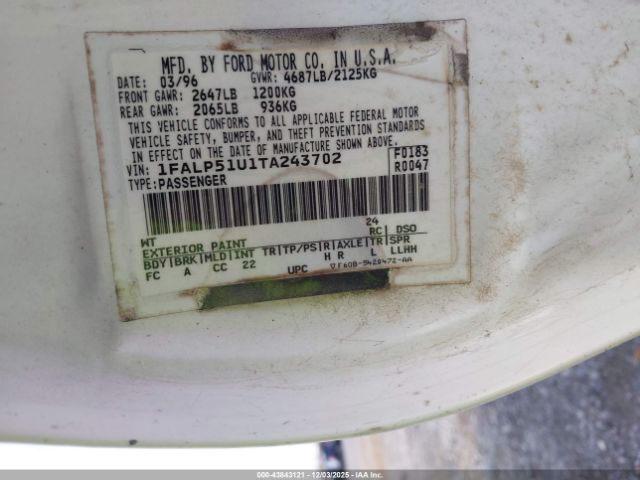 MFD. BY FORD MOTOR CO. IN U.S.A.
DATE: 03/96 GVWR: 4687LB/2125KG
FRONT GAWR: 2647LB 1200KG
REAR GAWR: 2065LB 936KG
THIS VEHICLE CONFORMS TO ALL APPLICABLE FEDERAL MOTOR
VEHICLE SAFETY, BUMPER, AND THEFT PREVENTION STANDARDS
IN EFFECT ON THE DATE OF MANUFACTURE SHOWN ABOVE.
VIN: 1FALP51U1TA243702 F0183
TYPE: PASSENGER R0047
24
WT RC DSO
EXTERIOR PAINT
BDY BRK MLD INT TR TP/PS R AXLE TR SPR
FC A CC 22 H R L LLHH
UPC ▽F60B-5420472-AA
000-43843121 - 12/03/2025 - IAA Inc.